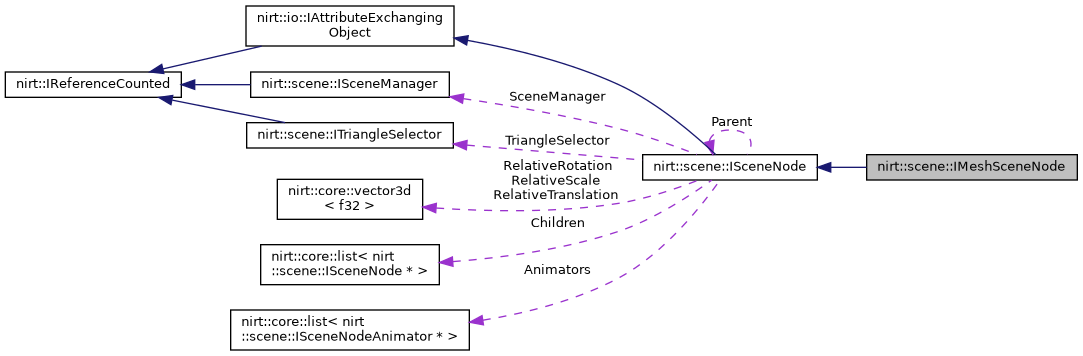 nirt::io::IAttributeExchanging
Object
nirt::IReferenceCounted
nirt::scene::ISceneManager
SceneManager
nirt::scene::ITriangleSelector
TriangleSelector
Parent
nirt::scene::ISceneNode
nirt::scene::IMeshSceneNode
RelativeRotation
RelativeScale
RelativeTranslation
nirt::core::vector3d
< f32 >
Children
nirt::core::list< nirt
::scene::ISceneNode * >
Animators
nirt::core::list< nirt
::scene::ISceneNodeAnimator * >